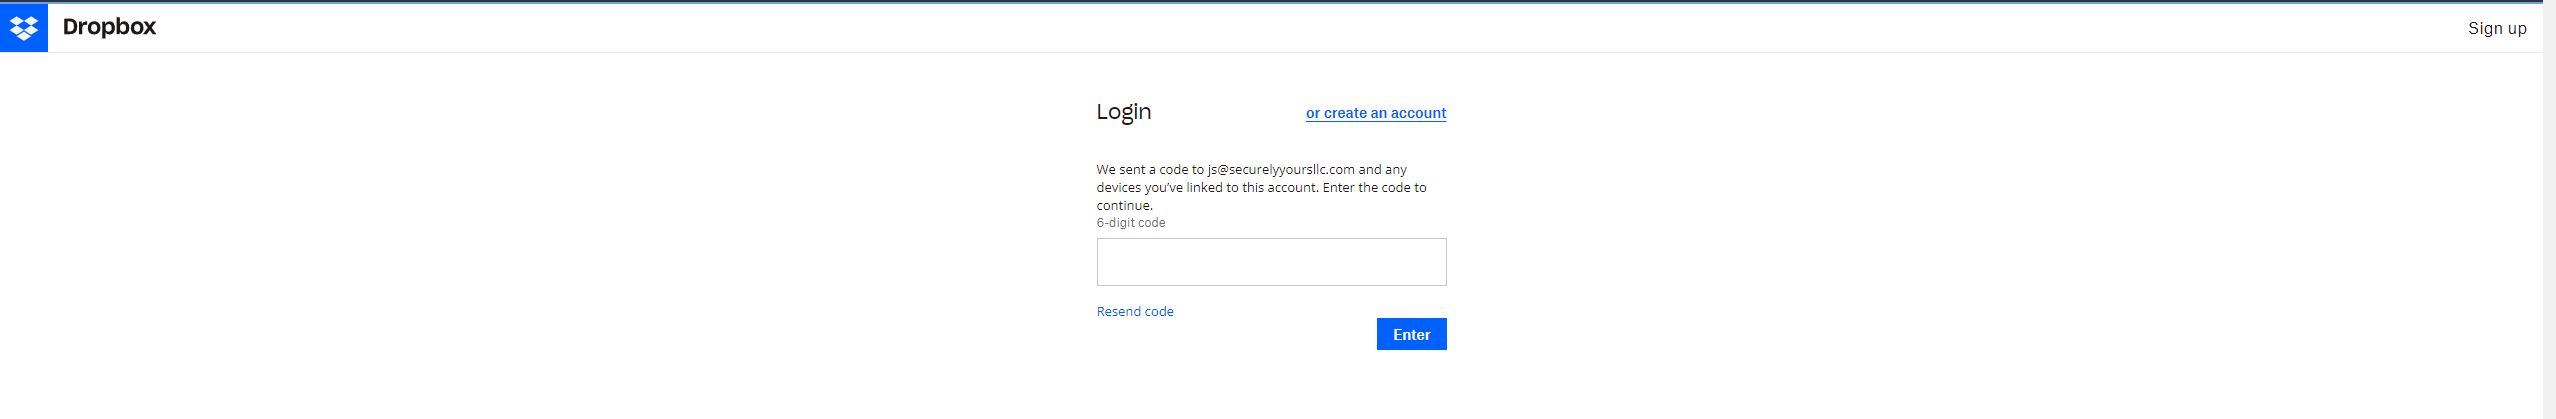 Dropbox
Sign up
Login
or create an account
We sent a code to js@securelyyoursllc.com and any
devices you’ve linked to this account. Enter the code to
continue.
6-digit code
Resend code
Enter